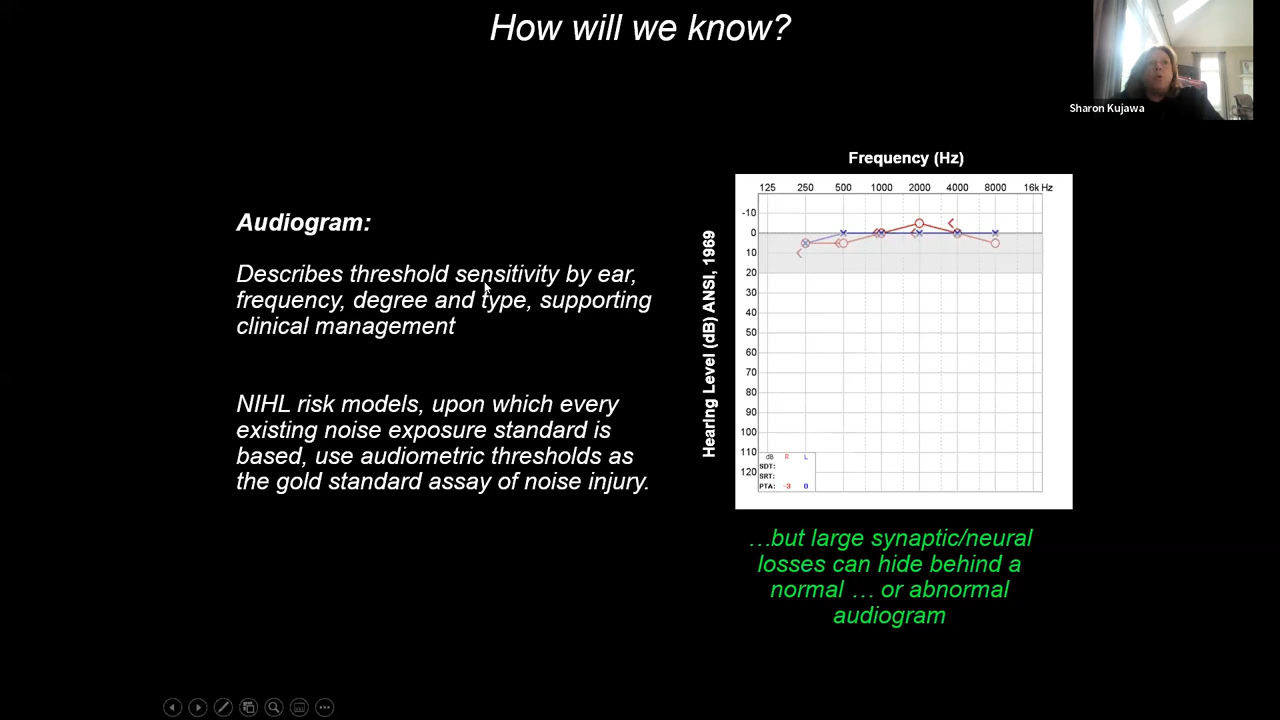 How will we know?
Sharon Kujawa
Audiogram:
Describes threshold sensitivity by ear,
frequency, degree and type, supporting
clinical management
NIHL risk models, upon which every
existing noise exposure standard is
based, use audiometric thresholds as
the gold standard assay of noise injury.
Frequency (Hz)
125 250 500 1000 2000 4000 8000 16k Hz
Hearing Level (dB) ANSI, 1969
-10
0
10
20
30
40
50
60
70
80
90
100
110
120
dB R L
SDT:
SRT:
PTA: -3 0
…but large synaptic/neural
losses can hide behind a
normal … or abnormal
audiogram